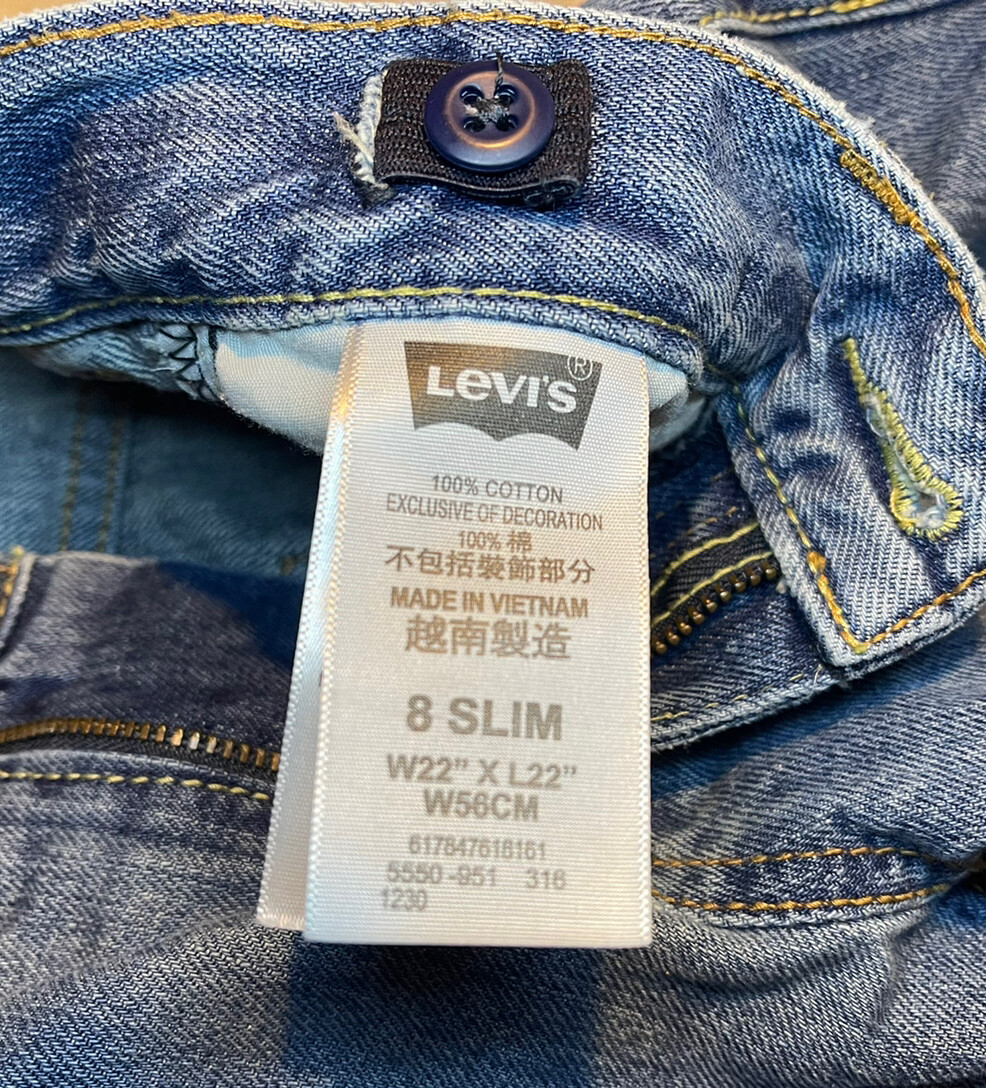 LEVI'S®
100% COTTON
EXCLUSIVE OF DECORATION
100% 棉
不包括裝飾部分
MADE IN VIETNAM
越南製造
8 SLIM
W22" X L22"
W56CM
617847616161
5550 -951 316
1230